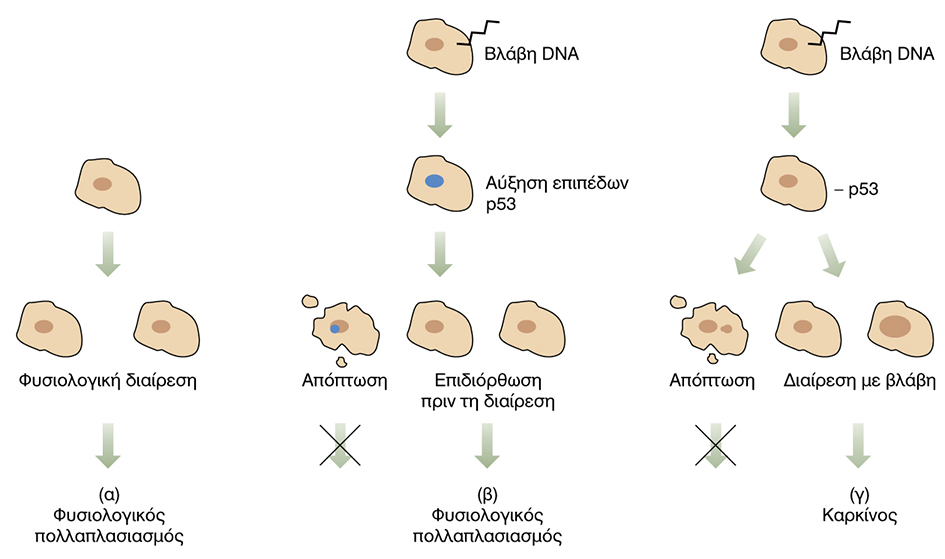 Βλάβη DNA
Βλάβη DNA
Αύξηση επιπέδων
p53
– p53
Φυσιολογική διαίρεση
Απόπτωση
Επιδιόρθωση
πριν τη διαίρεση
Απόπτωση
Διαίρεση με βλάβη
(α)
Φυσιολογικός
πολλαπλασιασμός
(β)
Φυσιολογικός
πολλαπλασιασμός
(γ)
Καρκίνος